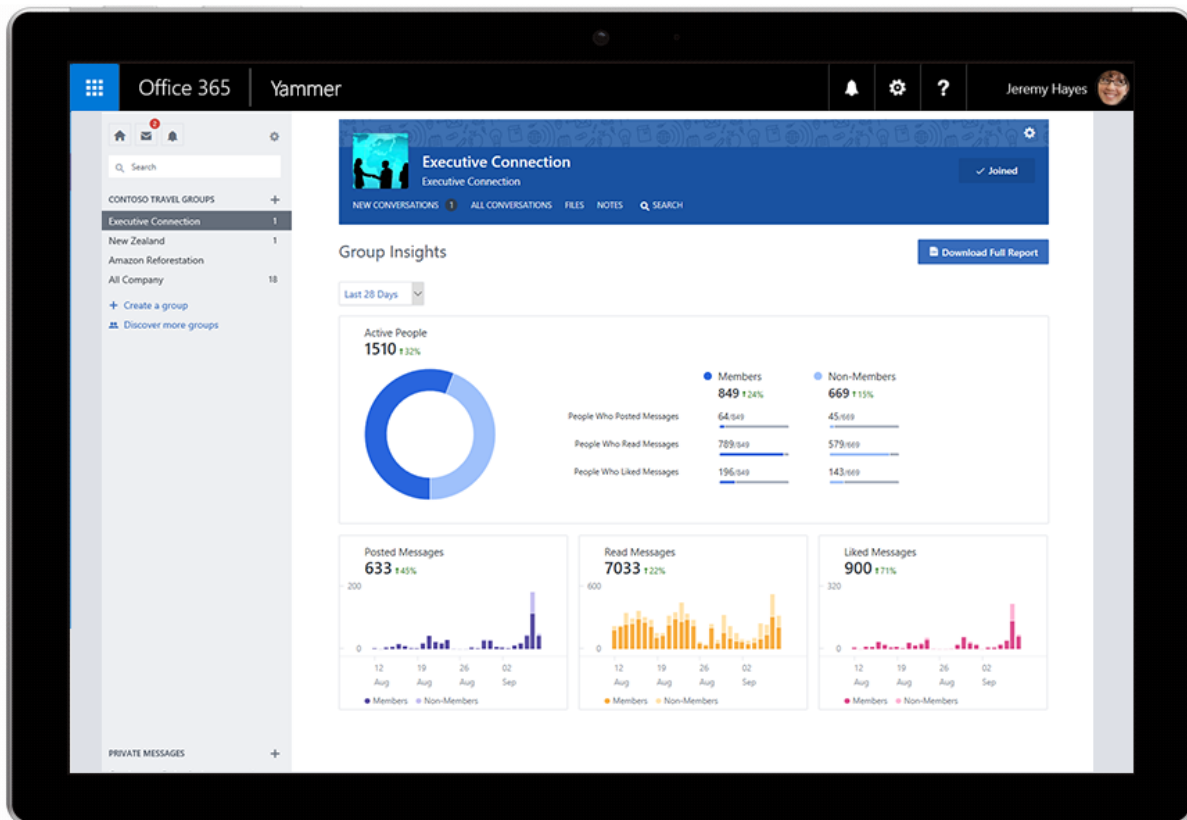 Office 365
Yammer
Jeremy Hayes
2
Search
CONTOSO TRAVEL GROUPS
Executive Connection 1
New Zealand 1
Amazon Reforestation
All Company 18
Create a group
Discover more groups
PRIVATE MESSAGES
Executive Connection
Executive Connection
Joined
NEW CONVERSATIONS 1 ALL CONVERSATIONS FILES NOTES SEARCH
Group Insights
Download Full Report
Last 28 Days
Active People
1510 ↑32%
Members Non-Members
849 ↑24% 669 ↑15%
People Who Posted Messages 64/849 45/669
People Who Read Messages 789/849 579/669
People Who Liked Messages 196/849 143/669
Posted Messages
633 ↑45%
200
0
12 19 26 02
Aug Aug Aug Sep
Members Non-Members
Read Messages
7033 ↑22%
600
0
12 19 26 02
Aug Aug Aug Sep
Members Non-Members
Liked Messages
900 ↑71%
320
0
12 19 26 02
Aug Aug Aug Sep
Members Non-Members